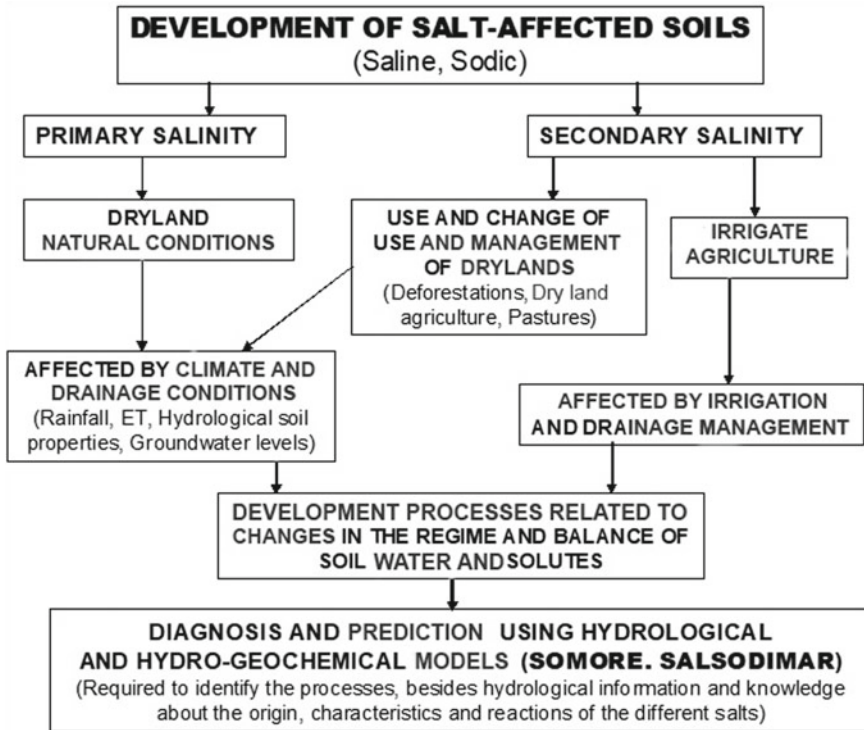 DEVELOPMENT OF SALT-AFFECTED SOILS
(Saline, Sodic)
PRIMARY SALINITY
SECONDARY SALINITY
DRYLAND
NATURAL CONDITIONS
USE AND CHANGE OF
USE AND MANAGEMENT
OF DRYLANDS
(Deforestations, Dry land
agriculture, Pastures)
IRRIGATE
AGRICULTURE
AFFECTED BY CLIMATE AND
DRAINAGE CONDITIONS
(Rainfall, ET, Hydrological soil
properties, Groundwater levels)
AFFECTED BY IRRIGATION
AND DRAINAGE MANAGEMENT
DEVELOPMENT PROCESSES RELATED TO
CHANGES IN THE REGIME AND BALANCE OF
SOIL WATER AND SOLUTES
DIAGNOSIS AND PREDICTION USING HYDROLOGICAL
AND HYDRO-GEOCHEMICAL MODELS (SOMORE. SALSODIMAR)
(Required to identify the processes, besides hydrological information and knowledge
about the origin, characteristics and reactions of the different salts)